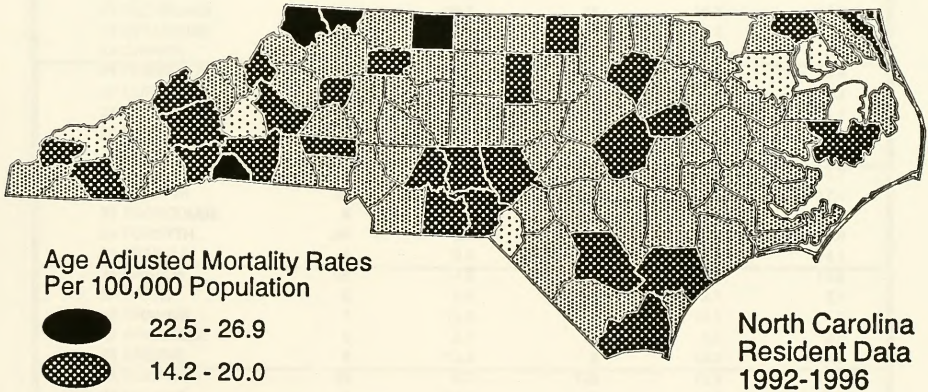 Age Adjusted Mortality Rates
Per 100,000 Population
22.5 - 26.9
14.2 - 20.0
North Carolina
Resident Data
1992-1996